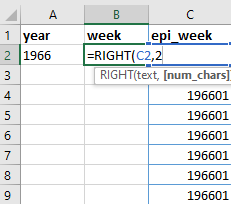 A B C
1 year week epi_week
2 1966 =RIGHT(C2,2
3 RIGHT(text, [num_chars])
4 196601
5 196601
6 196601
7 196601
8 196601
9 196601